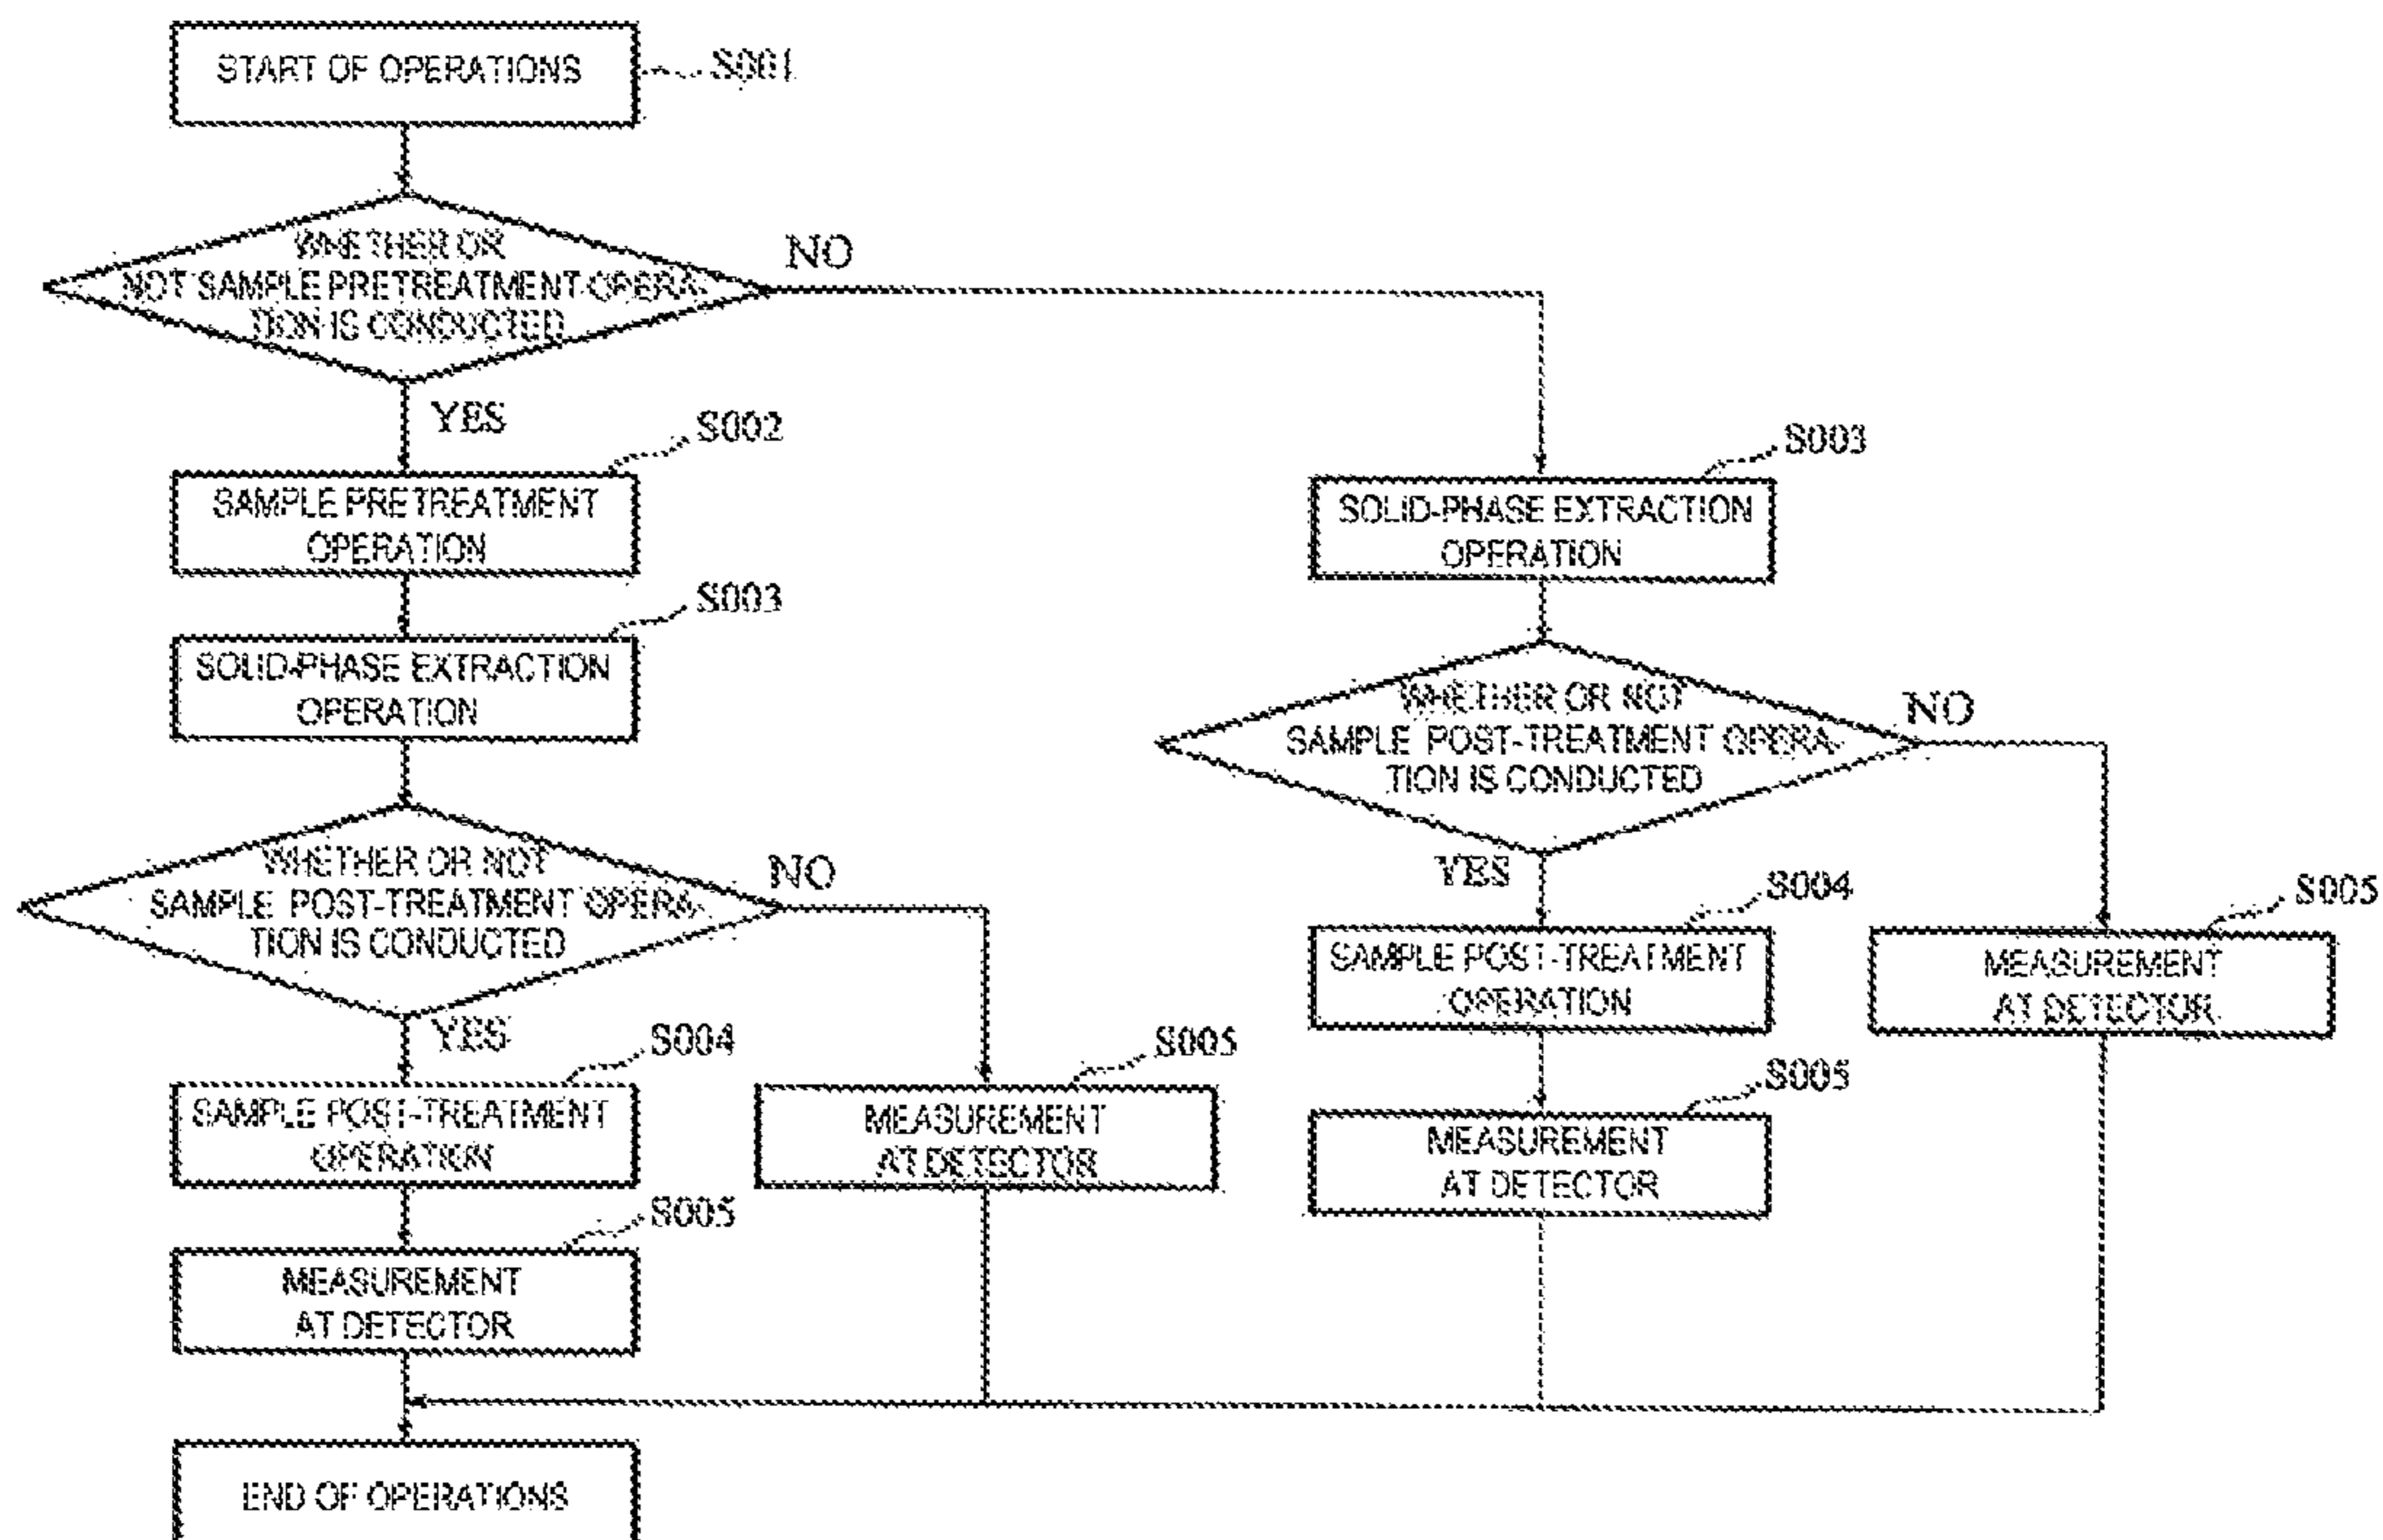 START OF OPERATIONS
S001
WHETHER OR
NOT SAMPLE PRETREATMENT OPERA-
TION IS CONDUCTED
NO
YES
S002
SAMPLE PRETREATMENT
OPERATION
S003
SOLID-PHASE EXTRACTION
OPERATION
WHETHER OR NOT
SAMPLE POST-TREATMENT OPERA-
TION IS CONDUCTED
NO
YES
S004
SAMPLE POST-TREATMENT
OPERATION
S005
MEASUREMENT
AT DETECTOR
S005
MEASUREMENT
AT DETECTOR
S003
SOLID-PHASE EXTRACTION
OPERATION
WHETHER OR NOT
SAMPLE POST-TREATMENT OPERA-
TION IS CONDUCTED
NO
YES
S004
SAMPLE POST-TREATMENT
OPERATION
S005
MEASUREMENT
AT DETECTOR
S005
MEASUREMENT
AT DETECTOR
END OF OPERATIONS